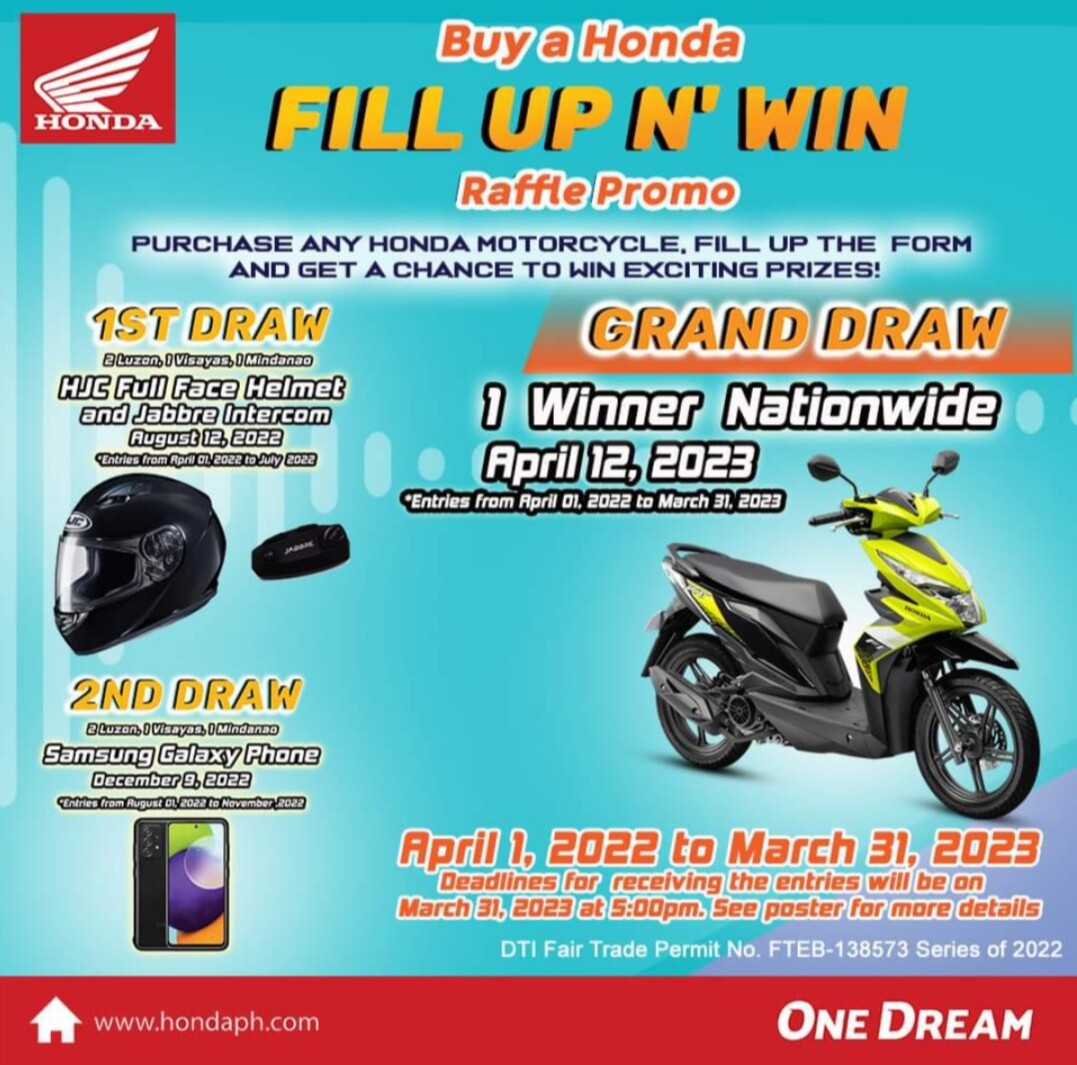 HONDA
Buy a Honda
FILL UP N' WIN
Raffle Promo
PURCHASE ANY HONDA MOTORCYCLE, FILL UP THE FORM
AND GET A CHANCE TO WIN EXCITING PRIZES!
1ST DRAW
2 Luzon, 1 Visayas, 1 Mindanao
HJC Full Face Helmet
and Jabbre Intercom
August 12, 2022
*Entries from April 01, 2022 to July 2022
HJC
JABBRE
2ND DRAW
2 Luzon, 1 Visayas, 1 Mindanao
Samsung Galaxy Phone
December 9, 2022
*Entries from August 01, 2022 to November ,2022
GRAND DRAW
1 Winner Nationwide
April 12, 2023
*Entries from April 01, 2022 to March 31, 2023
HONDA
Fi
April 1, 2022 to March 31, 2023
Deadlines for receiving the entries will be on
March 31, 2023 at 5:00pm. See poster for more details
DTI Fair Trade Permit No. FTEB-138573 Series of 2022
www.hondaph.com
ONE DREAM